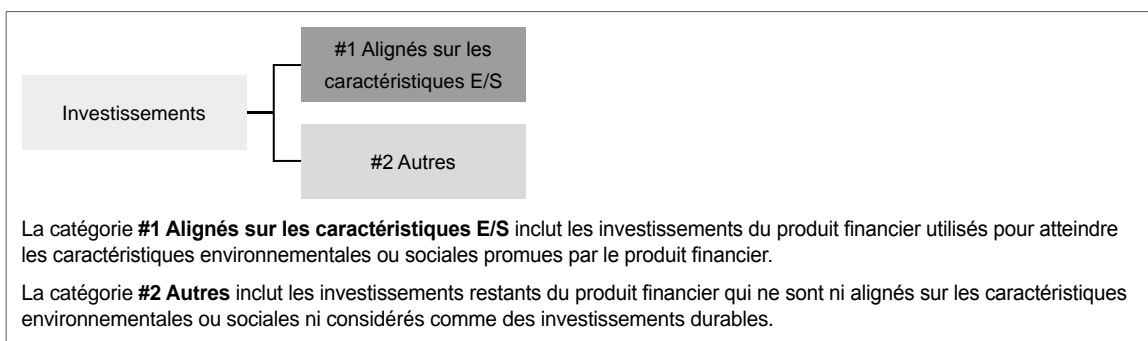 #1 Alignés sur les
caractéristiques E/S
Investissements
#2 Autres
La catégorie #1 Alignés sur les caractéristiques E/S inclut les investissements du produit financier utilisés pour atteindre
les caractéristiques environnementales ou sociales promues par le produit financier.
La catégorie #2 Autres inclut les investissements restants du produit financier qui ne sont ni alignés sur les caractéristiques
environnementales ou sociales ni considérés comme des investissements durables.